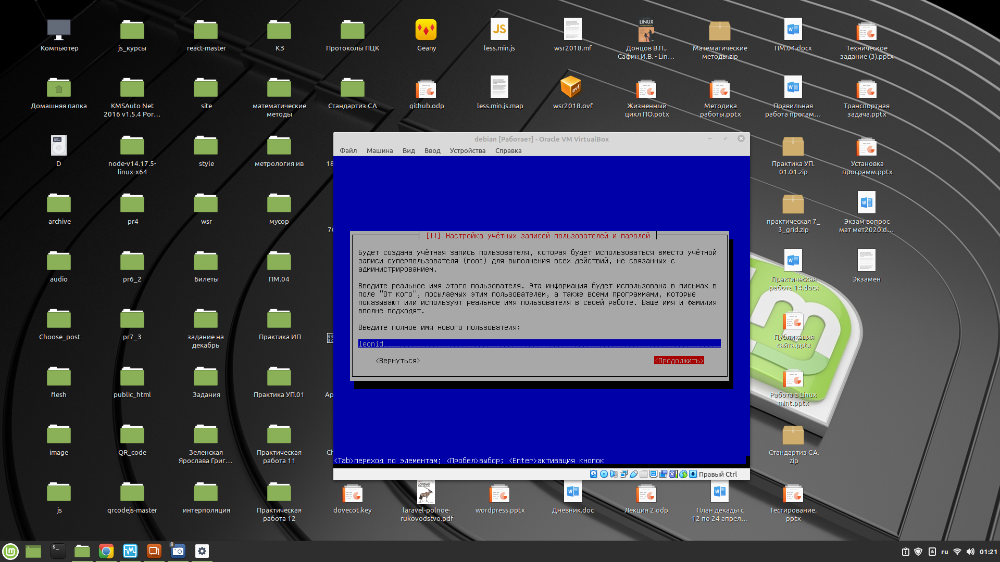 Компьютер
js_курсы
react-master
КЗ
Протоколы ПЦК
Geany
less.min.js
wsr2018.mf
Донцов В.П.,
Сафин И.В. - Lin...
Математические
методы.zip
ПМ.04.docx
Техническое
задание (3).pptx
Домашняя папка
KMSAuto Net
2016 v1.5.4 Por...
site
математические
методы
Стандартиз СА
github.odp
less.min.js.map
wsr2018.ovf
Жизненный
цикл ПО.potx
Методика
работы.pptx
Правильная
работа програм...
Транспортная
задача.pptx
D
node-v14.17.5-
linux-x64
style
метрология ив
18
Практика УП.
01.01.zip
Установка
программ.pptx
archive
pr4
wsr
мусор
практическая 7_
3_grid.zip
Экзам вопрос
мат мет2020.d...
audio
pr6_2
Билеты
ПМ.04
Практическая
работа 14.docx
Экзамен
Choose_post
pr7_3
задание на
декабрь
Практика ИП
Публикация
сайта.pptx
flesh
public_html
Задания
Практика УП.01
Ар
Работа в Linux
mint.pptx
image
QR_code
Зеленская
Ярослава Григ...
Практическая
работа 11
Ch
Стандартиз СА.
zip
js
qrcodejs-master
интерполяция
Практическая
работа 12
dovecot.key
laravel-polnoe-
rukovodstvo.pdf
wordpress.pptx
Дневник.doc
Лекция 2.odp
План декады с
12 по 24 апрел...
Тестирование.
pptx
debian [Работает] - Oracle VM VirtualBox
Файл Машина Вид Ввод Устройства Справка
[!!] Настройка учётных записей пользователей и паролей
Будет создана учётная запись пользователя, которая будет использоваться вместо учётной
записи суперпользователя (root) для выполнения всех действий, не связанных с
администрированием.
Введите реальное имя этого пользователя. Эта информация будет использована в письмах в
поле "От кого", посылаемых этим пользователем, а также всеми программами, которые
показывают или используют реальное имя пользователя в своей работе. Ваше имя и фамилия
вполне подходят.
Введите полное имя нового пользователя:
leonid
<Вернуться> <Продолжить>
<Tab>переход по элементам; <Пробел>выбор; <Enter>активация кнопок
Правый Ctrl
8
ru 01:21